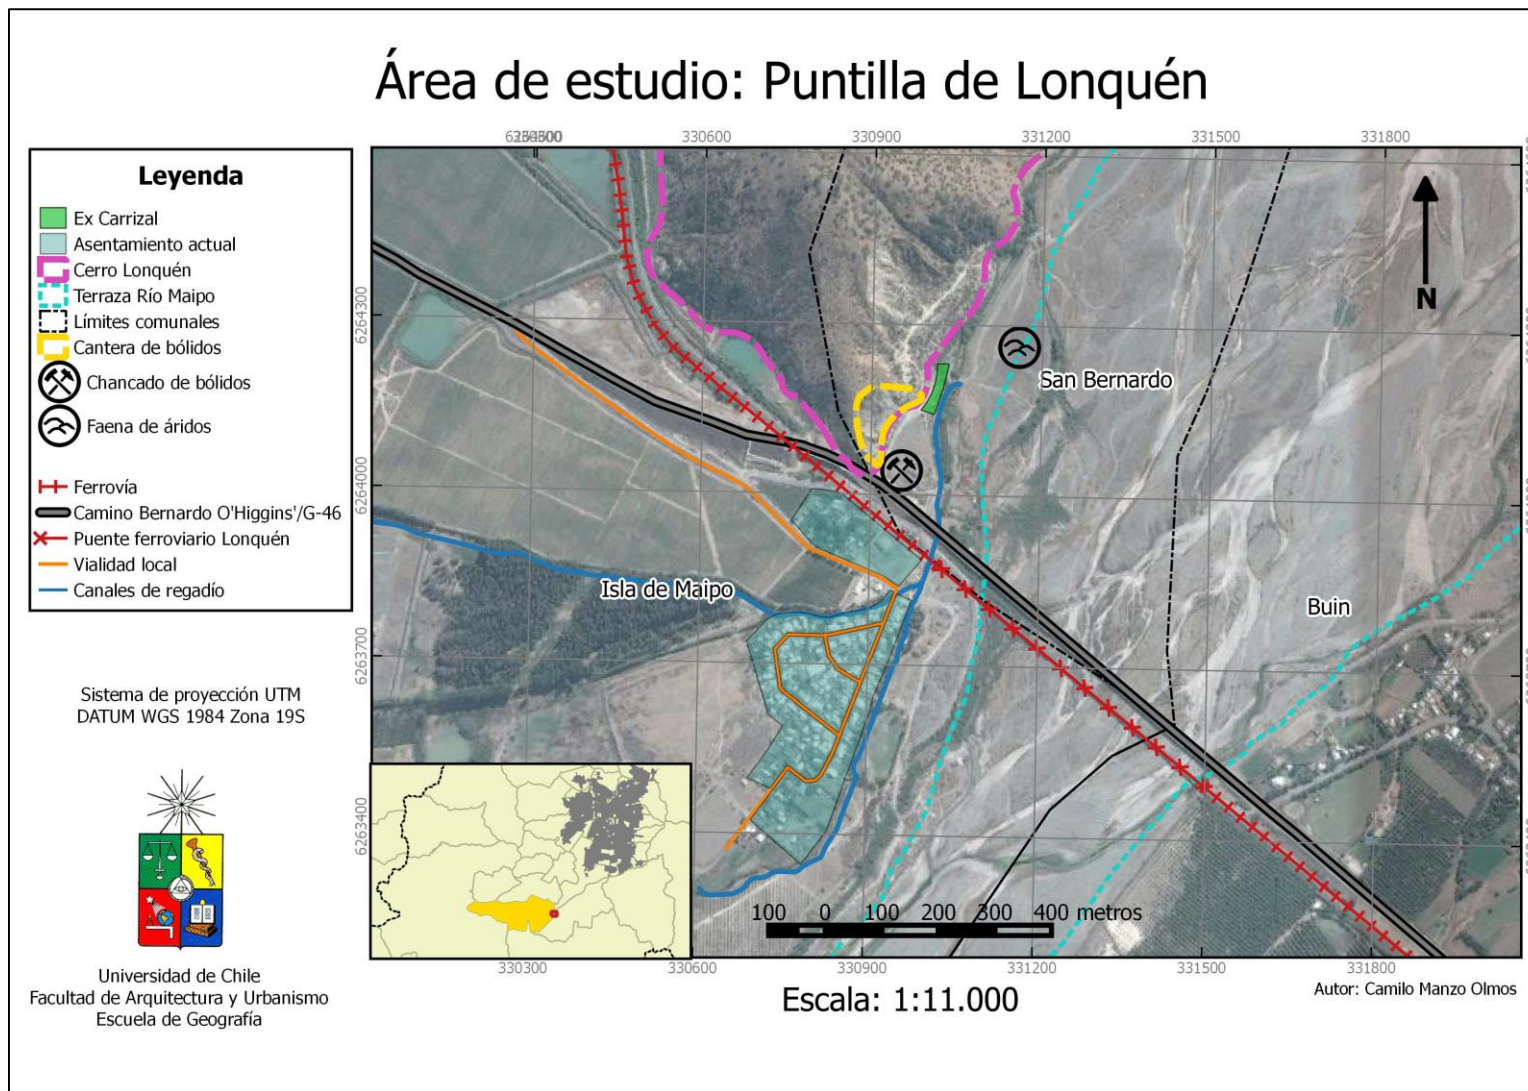 Área de estudio: Puntilla de Lonquén
330600
330900
331200
331500
331800
Leyenda
Ex Carrizal
Asentamiento actual
Cerro Lonquén
Terraza Río Maipo
Límites comunales
Cantera de bólidos
Chancado de bólidos
Faena de áridos
Ferrovía
Camino Bernardo O'Higgins'/G-46
Puente ferroviario Lonquén
Vialidad local
Canales de regadío
6264300
6264000
6263700
6263400
N
San Bernardo
Isla de Maipo
Buin
Sistema de proyección UTM
DATUM WGS 1984 Zona 19S
100 0 100 200 300 400 metros
330300
330600
330900
331200
331500
331800
Escala: 1:11.000
Autor: Camilo Manzo Olmos
Universidad de Chile
Facultad de Arquitectura y Urbanismo
Escuela de Geografía